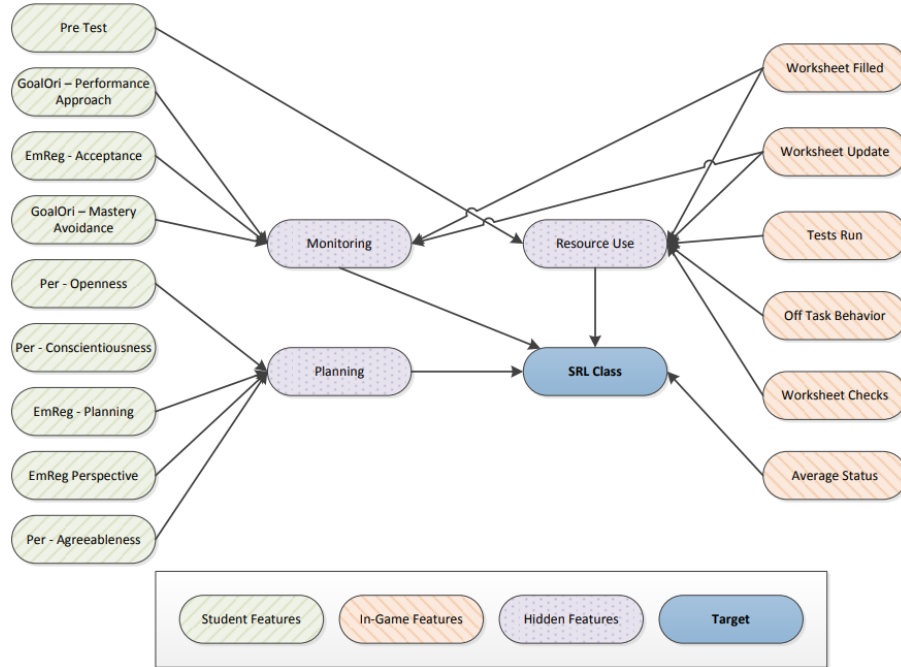 Pre Test
GoalOri – Performance
Approach
EmReg - Acceptance
GoalOri – Mastery
Avoidance
Per - Openness
Per - Conscientiousness
EmReg - Planning
EmReg Perspective
Per - Agreeableness
Monitoring
Planning
Resource Use
SRL Class
Worksheet Filled
Worksheet Update
Tests Run
Off Task Behavior
Worksheet Checks
Average Status
Student Features
In-Game Features
Hidden Features
Target